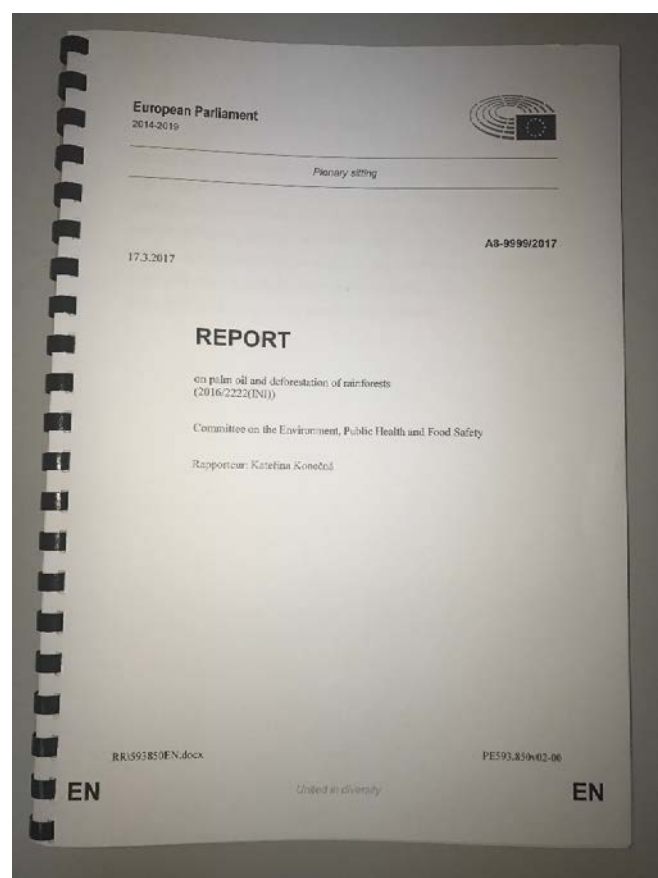 European Parliament
2014-2019
Plenary sitting
A8-9999/2017
17.3.2017
REPORT
on palm oil and deforestation of rainforests
(2016/2222(INI))
Committee on the Environment, Public Health and Food Safety
Rapporteur: Kateřina Konečná
RR\593850EN.docx
PE593.850v02-00
EN
United in diversity
EN